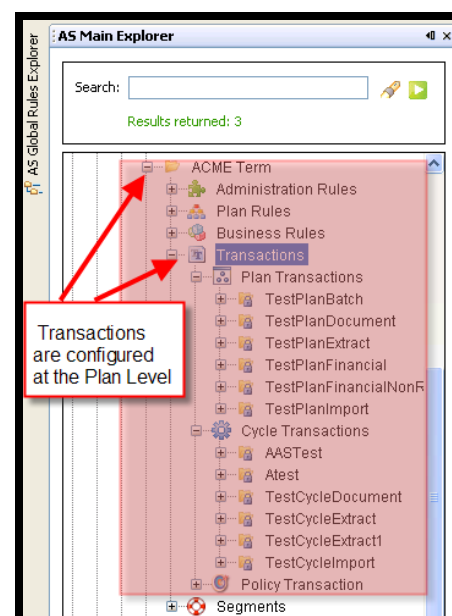 AS Main Explorer
AS Global Rules Explorer
Search:
Results returned: 3
ACME Term
Administration Rules
Plan Rules
Business Rules
Transactions
Plan Transactions
TestPlanBatch
TestPlanDocument
TestPlanExtract
TestPlanFinancial
TestPlanFinancialNonR
TestPlanImport
Cycle Transactions
AASTest
Atest
TestCycleDocument
TestCycleExtract
TestCycleExtract1
TestCycleImport
Policy Transaction
Segments
Transactions
are configured
at the Plan Level